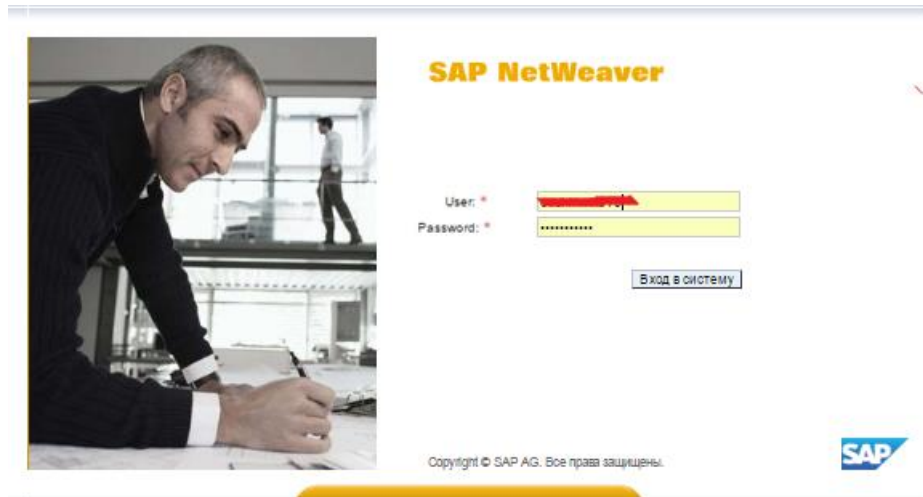 SAP NetWeaver
User: *
Password: *
Вход в систему
Copyright © SAP AG. Все права защищены.
SAP